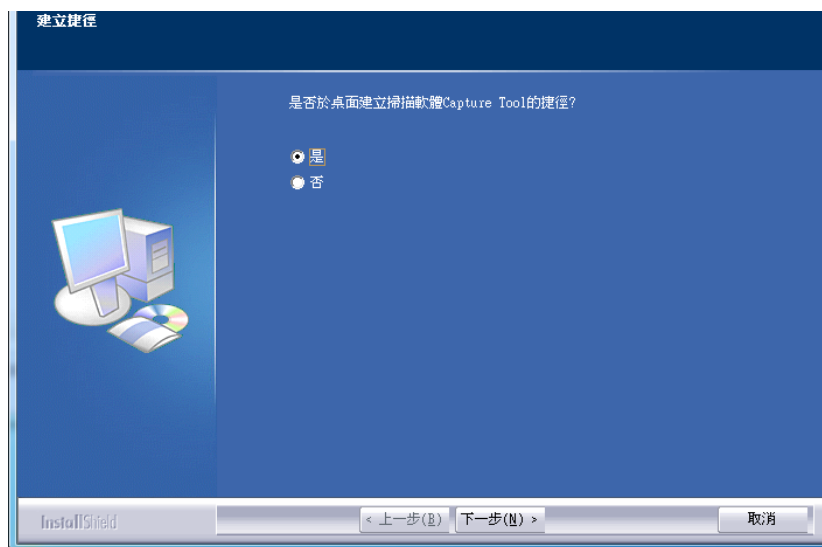 建立捷徑
是否於桌面建立掃描軟體Capture Tool的捷徑?
是
否
InstallShield
< 上一步(B)
下一步(N) >
取消